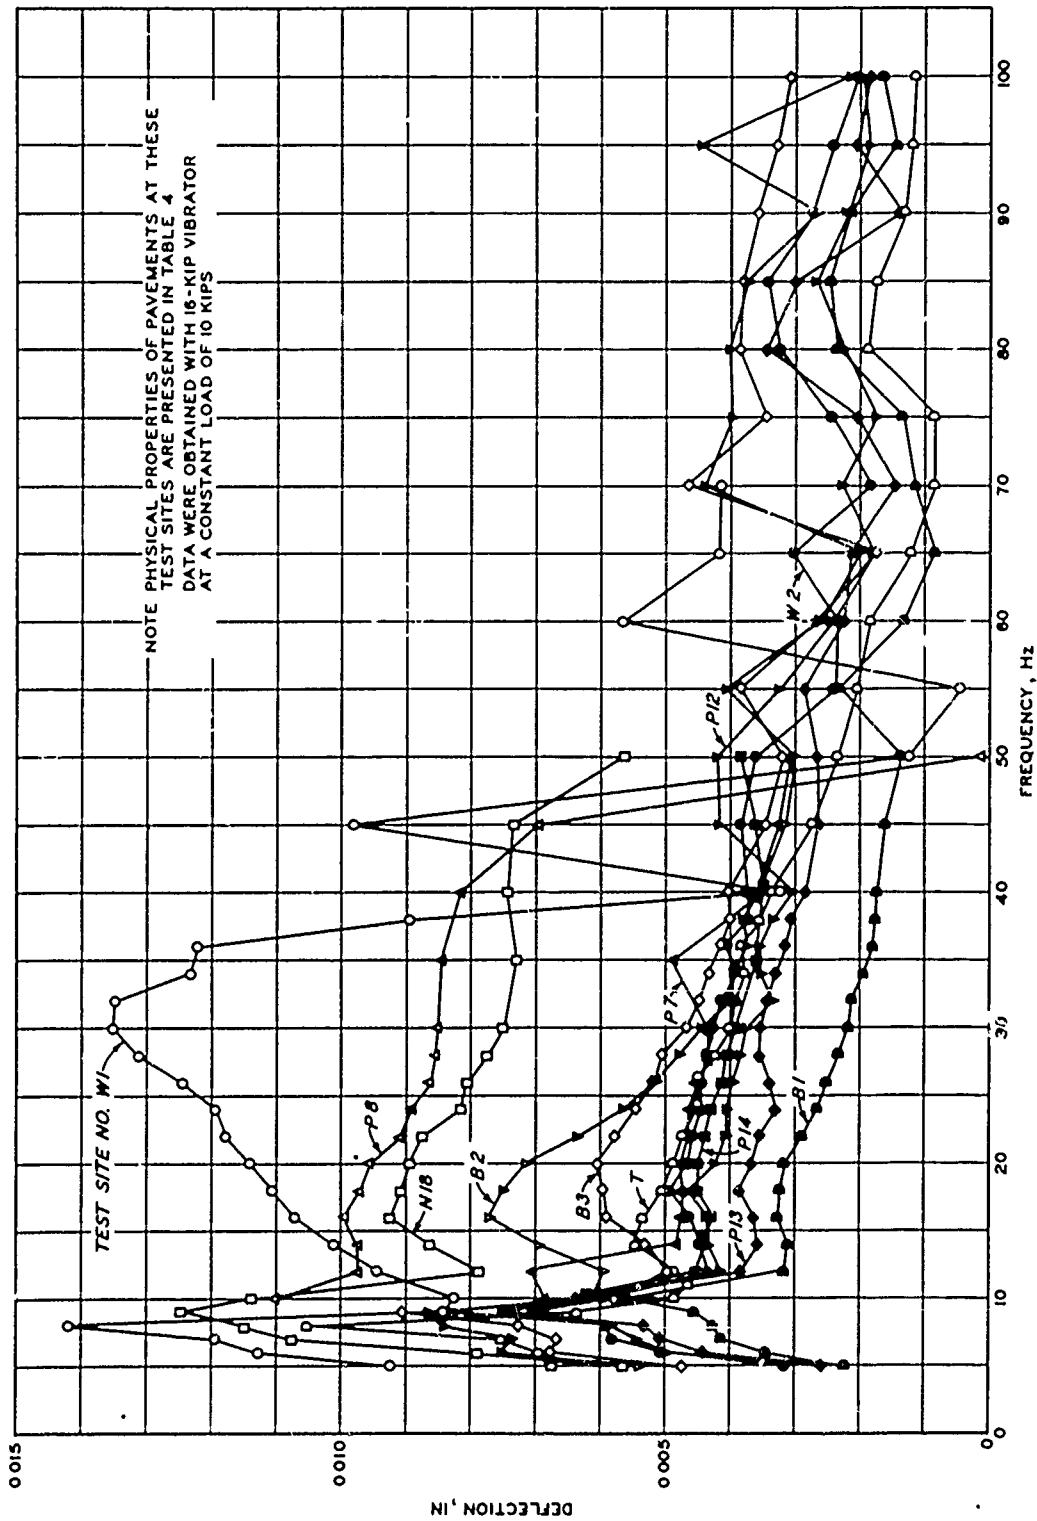 NOTE PHYSICAL PROPERTIES OF PAVEMENTS AT THESE
TEST SITES ARE PRESENTED IN TABLE 4
DATA WERE OBTAINED WITH 16-KIP VIBRATOR
AT A CONSTANT LOAD OF 10 KIPS
TEST SITE NO. W1
P8
N18
B2
B3
T
P7
P12
W2
P14
P13
B1
DEFLECTION, IN
0 015
0 010
0 005
0
0
10
20
30
40
50
60
70
80
90
100
FREQUENCY, Hz